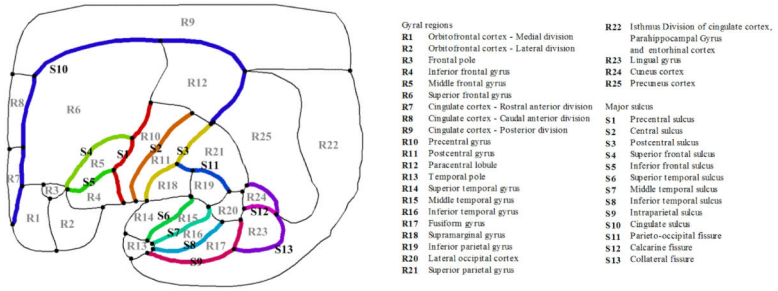 R9
S10
R12
R8
R6
R10
S4
S1
S2
S3
R21
R25
R22
R5
R11
S11
R7
S5
R3
R18
R19
R24
R4
R14
S6
R15
R20
S12
R1
R2
S7
R16
R23
R13
S8
R17
S13
S9
Gyral regions
R1 Orbitofrontal cortex - Medial division
R2 Orbitofrontal cortex - Lateral division
R3 Frontal pole
R4 Inferior frontal gyrus
R5 Middle frontal gyrus
R6 Superior frontal gyrus
R7 Cingulate cortex - Rostral anterior division
R8 Cingulate cortex - Caudal anterior division
R9 Cingulate cortex - Posterior division
R10 Precentral gyrus
R11 Postcentral gyrus
R12 Paracentral lobule
R13 Temporal pole
R14 Superior temporal gyrus
R15 Middle temporal gyrus
R16 Inferior temporal gyrus
R17 Fusiform gyrus
R18 Supramarginal gyrus
R19 Inferior parietal gyrus
R20 Lateral occipital cortex
R21 Superior parietal gyrus
R22 Isthmus Division of cingulate cortex,
Parahippocampal Gyrus
and entorhinal cortex
R23 Lingual gyrus
R24 Cuneus cortex
R25 Precuneus cortex
Major sulcus
S1 Precentral sulcus
S2 Central sulcus
S3 Postcentral sulcus
S4 Superior frontal sulcus
S5 Inferior frontal sulcus
S6 Superior temporal sulcus
S7 Middle temporal sulcus
S8 Inferior temporal sulcus
S9 Intraparietal sulcus
S10 Cingulate sulcus
S11 Parieto-occipital fissure
S12 Calcarine fissure
S13 Collateral fissure